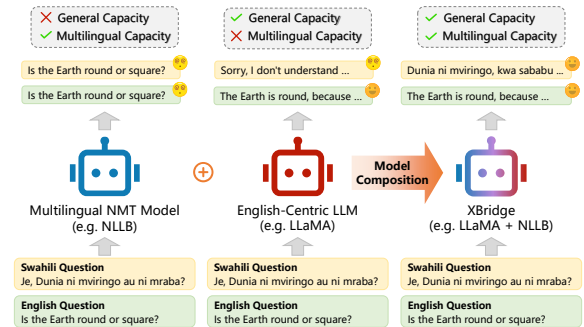 General Capacity
Multilingual Capacity
General Capacity
Multilingual Capacity
General Capacity
Multilingual Capacity
Is the Earth round or square?
Sorry, I don't understand ...
Dunia ni mviringo, kwa sababu ...
Is the Earth round or square?
The Earth is round, because ...
The Earth is round, because ...
Model
Composition
Multilingual NMT Model
(e.g. NLLB)
English-Centric LLM
(e.g. LLaMA)
XBridge
(e.g. LLaMA + NLLB)
Swahili Question
Je, Dunia ni mviringo au ni mraba?
Swahili Question
Je, Dunia ni mviringo au ni mraba?
Swahili Question
Je, Dunia ni mviringo au ni mraba?
English Question
Is the Earth round or square?
English Question
Is the Earth round or square?
English Question
Is the Earth round or square?